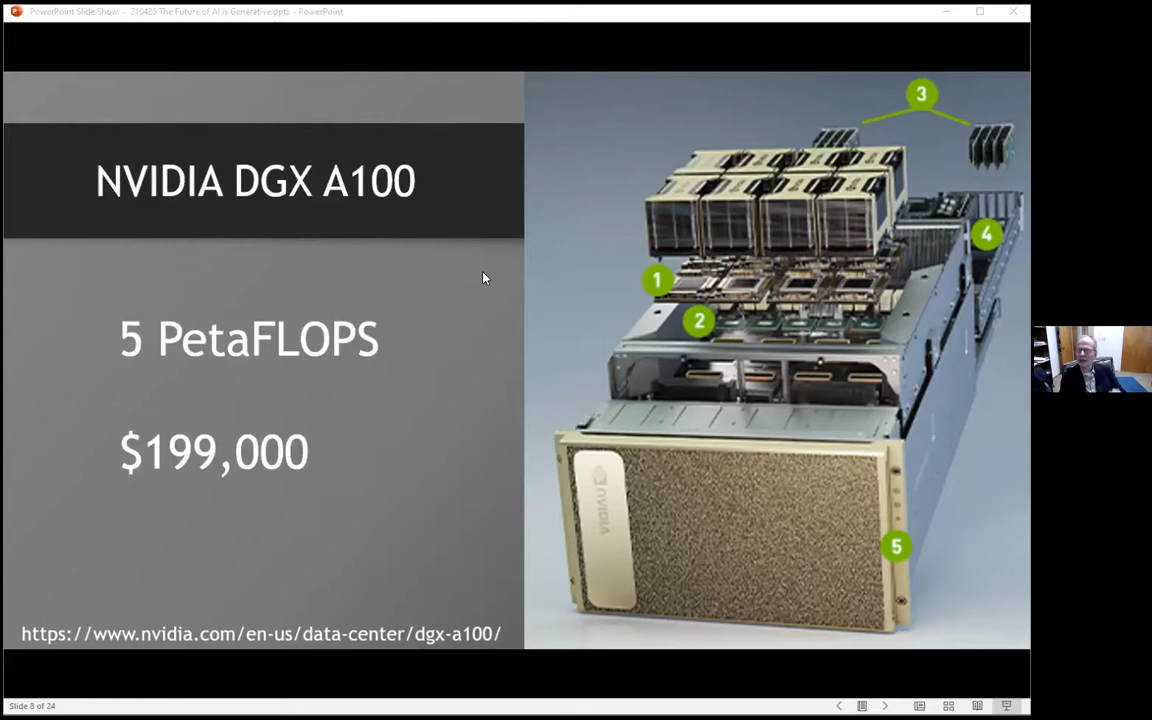 PowerPoint Slide Show - 210426 The Future of AI is Generative.pptx - PowerPoint
NVIDIA DGX A100
5 PetaFLOPS
$199,000
https://www.nvidia.com/en-us/data-center/dgx-a100/
3
4
1
2
NVIDIA
5
Slide 8 of 24